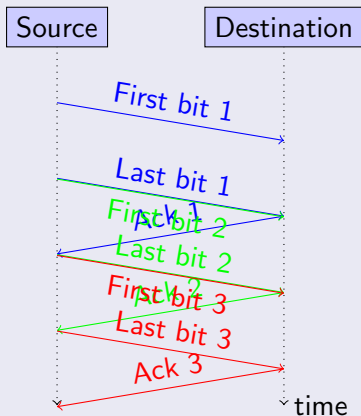 Source
Destination
First bit 1
Last bit 1
Ack 1
First bit 2
Last bit 2
Ack 2
First bit 3
Last bit 3
Ack 3
time